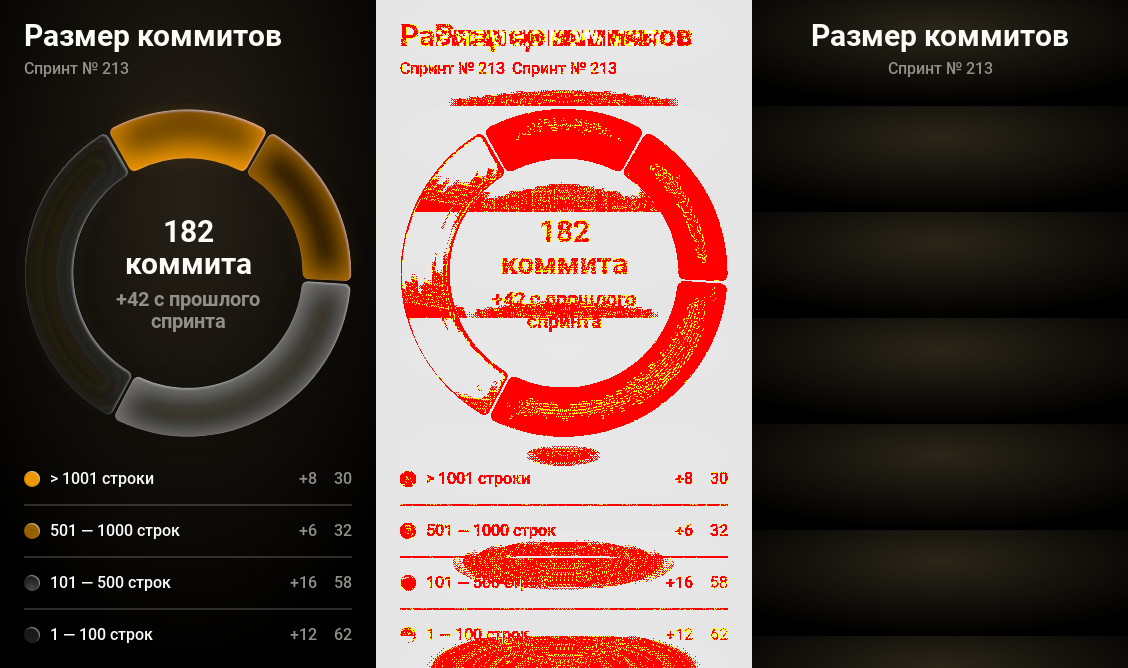 Размер коммитов
Спринт № 213
182
коммита
+42 с прошлого
спринта
> 1001 строки +8 30
501 — 1000 строк +6 32
101 — 500 строк +16 58
1 — 100 строк +12 62
Спринт № 213 Спринт № 213
182
коммита
+42 с прошлого
спринта
> 1001 строки +8 30
501 — 1000 строк +6 32
101 — 500 строк +16 58
1 — 100 строк +12 62
Размер коммитов
Спринт № 213